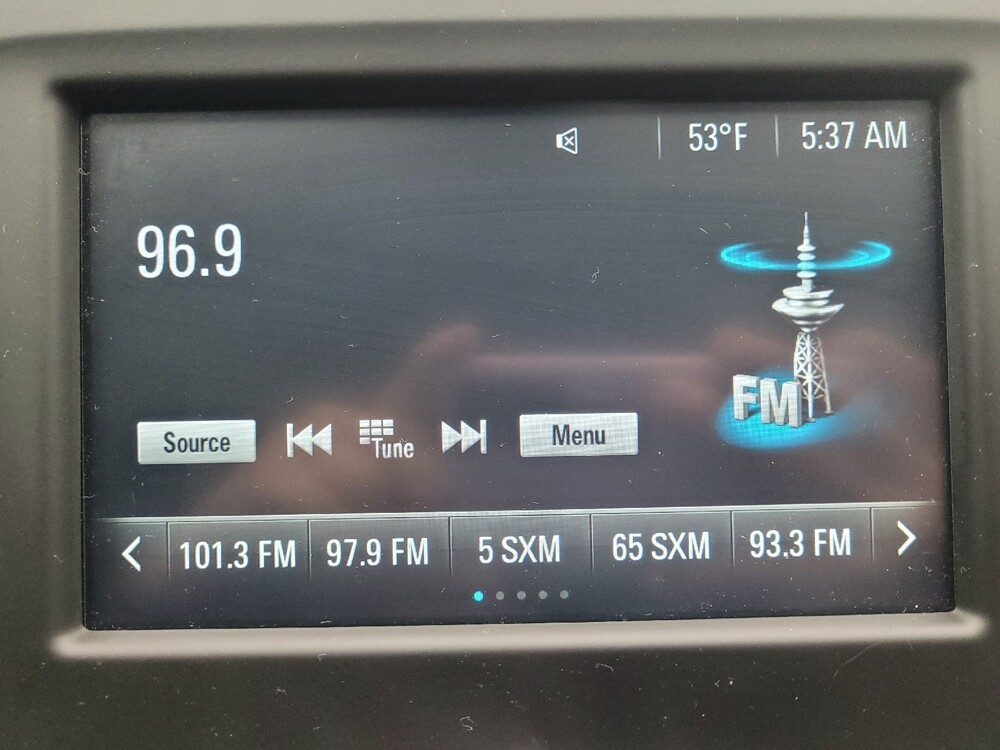 53°F 5:37 AM
96.9
FM
Source Tune Menu
101.3 FM 97.9 FM 5 SXM 65 SXM 93.3 FM